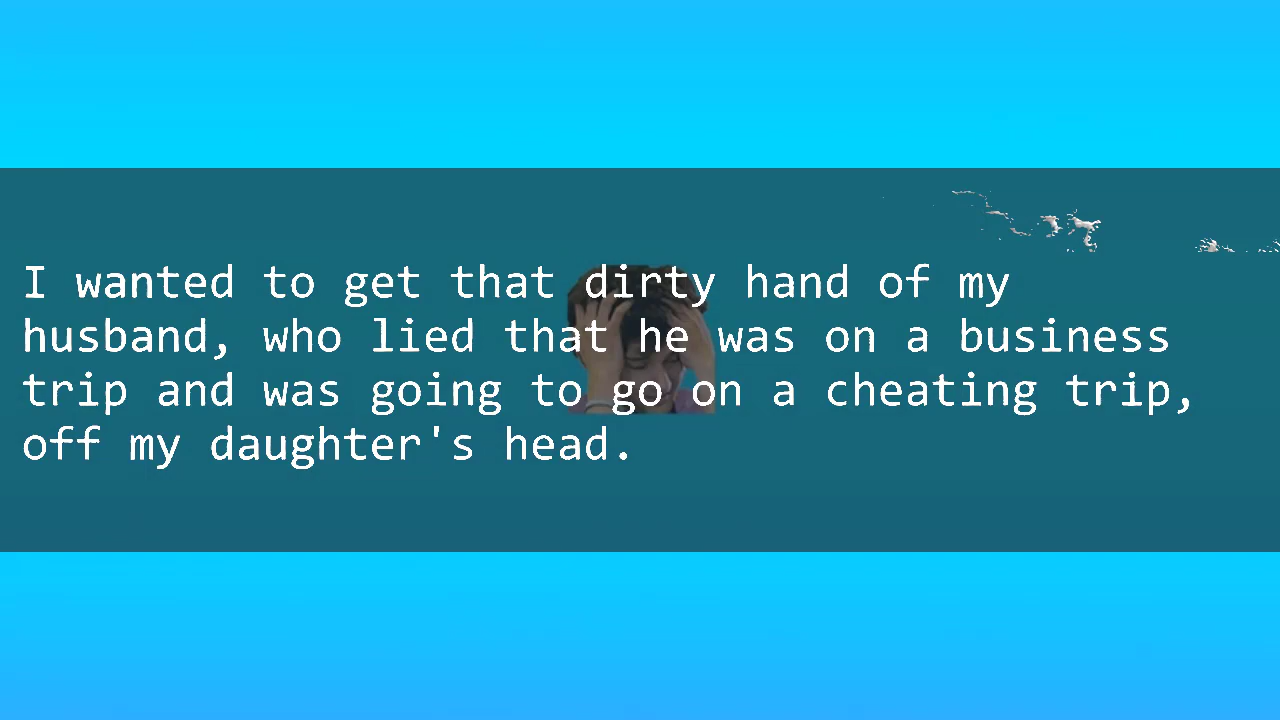 I wanted to get that dirty hand of my
husband, who lied that he was on a business
trip and was going to go on a cheating trip,
off my daughter's head.